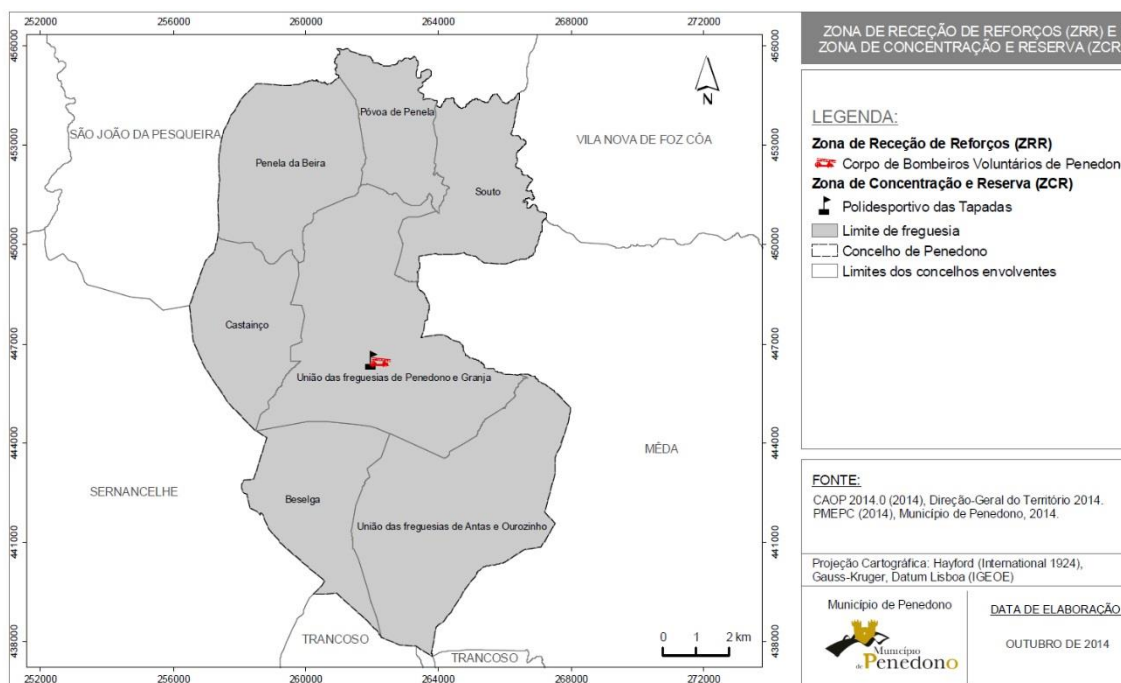 252000 256000 260000 264000 268000 272000
456000
453000
450000
447000
444000
441000
438000
SÃO JOÃO DA PESQUEIRA
Póvoa de Penela
VILA NOVA DE FOZ CÔA
Penela da Beira
Souto
N
Castainço
União das freguesias de Penedono e Granja
MÊDA
SERNANCELHE
Beselga
União das freguesias de Antas e Ourozinho
TRANCOSO
TRANCOSO
0 1 2 km
456000
453000
450000
447000
444000
441000
438000
252000 256000 260000 264000 268000 272000
ZONA DE RECEÇÃO DE REFORÇOS (ZRR) E
ZONA DE CONCENTRAÇÃO E RESERVA (ZCR
LEGENDA:
Zona de Receção de Reforços (ZRR)
Corpo de Bombeiros Voluntários de Penedon
Zona de Concentração e Reserva (ZCR)
Polidesportivo das Tapadas
Limite de freguesia
Concelho de Penedono
Limites dos concelhos envolventes
FONTE:
CAOP 2014.0 (2014), Direção-Geral do Território 2014.
PMEPC (2014), Município de Penedono, 2014.
Projeção Cartográfica: Hayford (International 1924),
Gauss-Kruger, Datum Lisboa (IGEOE)
Município de Penedono
Município
de Penedono
DATA DE ELABORAÇÃO
OUTUBRO DE 2014